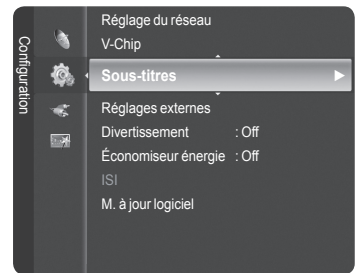 Configuration
Réglage du réseau
V-Chip
Sous-titres
Réglages externes
Divertissement : Off
Économiseur énergie : Off
ISI
M. à jour logiciel